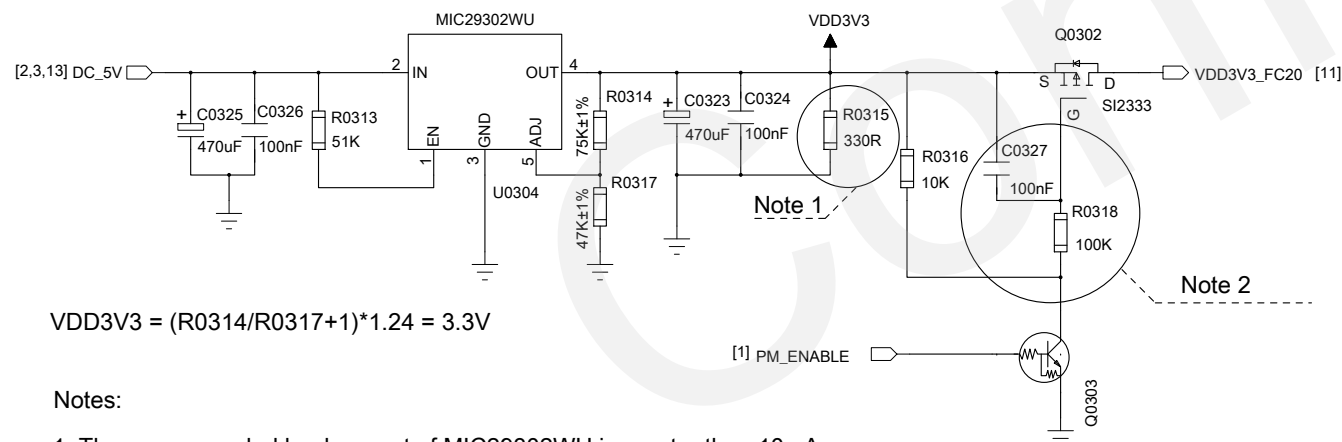 MIC29302WU
VDD3V3
Q0302
[2,3,13] DC_5V
2 IN
OUT 4
S
D
VDD3V3_FC20 [11]
SI2333
G
C0325
470uF
C0326
100nF
R0313
51K
EN
1
GND
3
ADJ
5
U0304
R0314
75K±1%
R0317
47K±1%
C0323
470uF
C0324
100nF
R0315
330R
Note 1
R0316
10K
C0327
100nF
R0318
100K
Note 2
VDD3V3 = (R0314/R0317+1)*1.24 = 3.3V
[1] PM_ENABLE
Q0303
Notes: